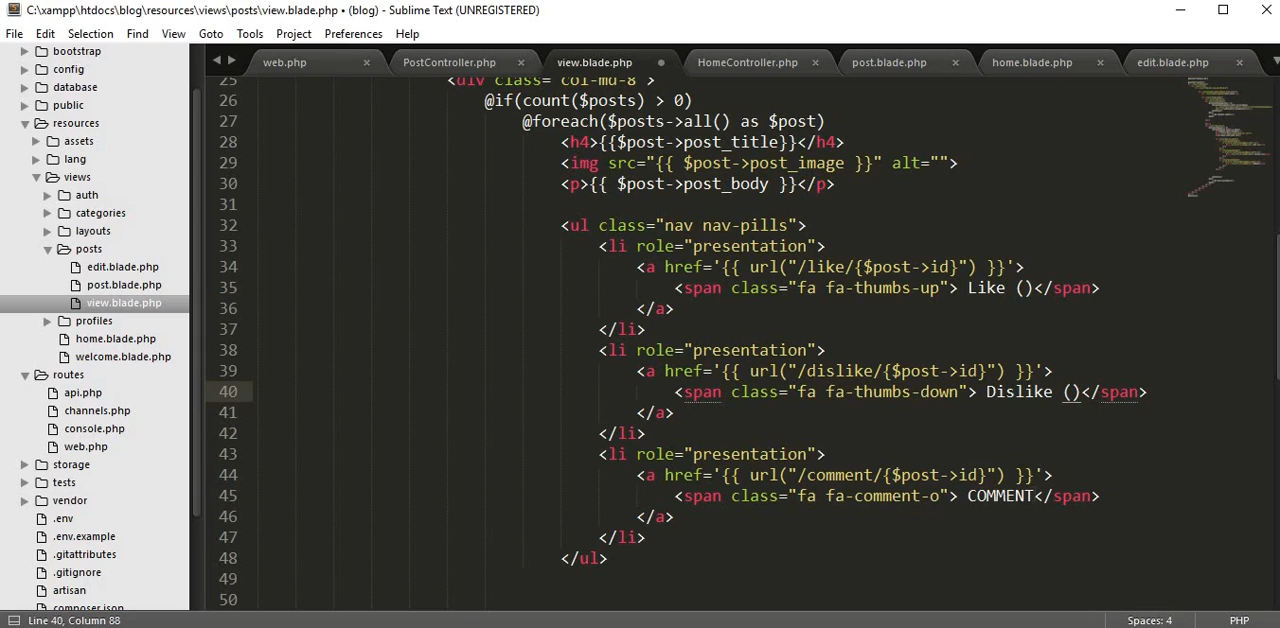 C:\xampp\htdocs\blog\resources\views\posts\view.blade.php • (blog) - Sublime Text (UNREGISTERED)
File Edit Selection Find View Goto Tools Project Preferences Help
bootstrap
config
database
public
resources
assets
lang
views
auth
categories
layouts
posts
edit.blade.php
post.blade.php
view.blade.php
profiles
home.blade.php
welcome.blade.php
routes
api.php
channels.php
console.php
web.php
storage
tests
vendor
.env
.env.example
.gitattributes
.gitignore
artisan
composer.json
web.php PostController.php view.blade.php HomeController.php post.blade.php home.blade.php edit.blade.php
25 <div class="col-md-8">
26 @if(count($posts) > 0)
27 @foreach($posts->all() as $post)
28 <h4>{{$post->post_title}}</h4>
29 <img src="{{ $post->post_image }}" alt="">
30 <p>{{ $post->post_body }}</p>
31
32 <ul class="nav nav-pills">
33 <li role="presentation">
34 <a href='{{ url("/like/{$post->id}") }}'>
35 <span class="fa fa-thumbs-up"> Like ()</span>
36 </a>
37 </li>
38 <li role="presentation">
39 <a href='{{ url("/dislike/{$post->id}") }}'>
40 <span class="fa fa-thumbs-down"> Dislike ()</span>
41 </a>
42 </li>
43 <li role="presentation">
44 <a href='{{ url("/comment/{$post->id}") }}'>
45 <span class="fa fa-comment-o"> COMMENT</span>
46 </a>
47 </li>
48 </ul>
49
50
Line 40, Column 88 Spaces: 4 PHP